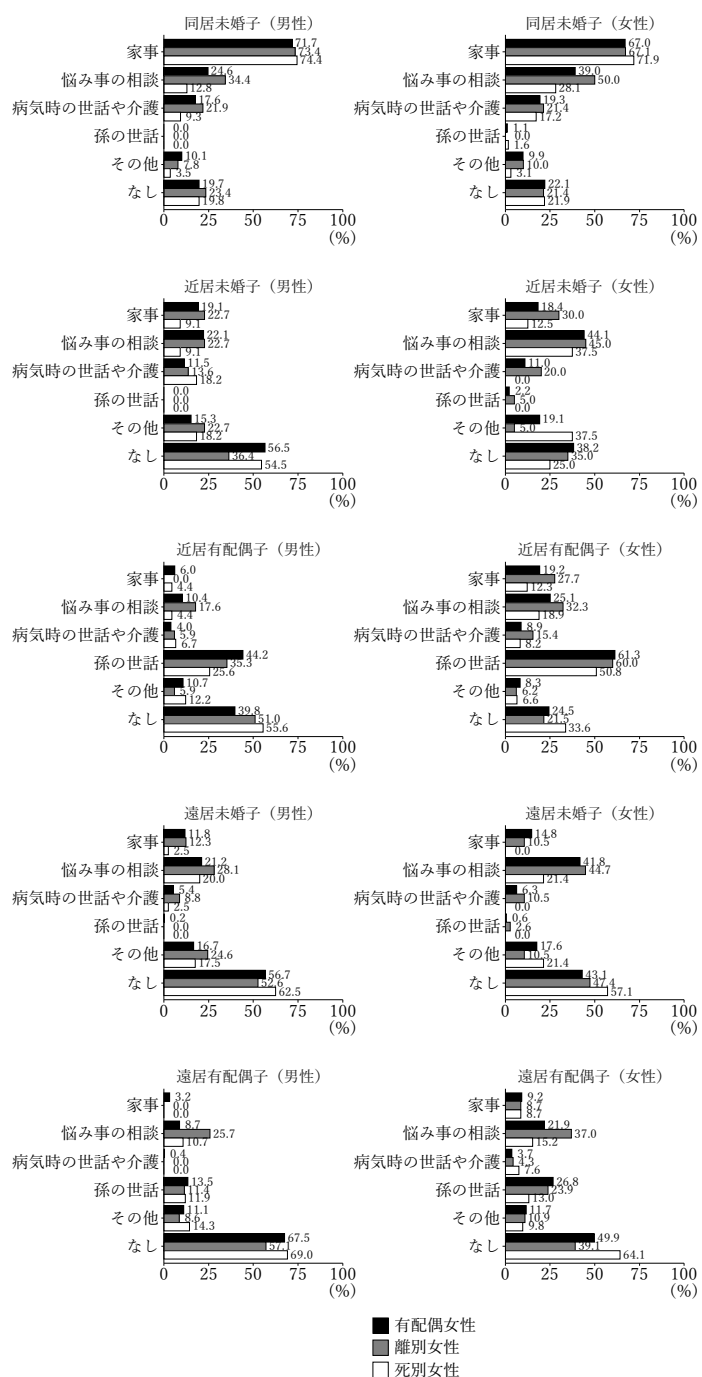 同居未婚子（男性）
家事
71.7
73.4
74.4
悩み事の相談
24.6
34.4
12.8
病気時の世話や介護
17.6
21.9
9.3
孫の世話
0.0
0.0
0.0
その他
10.1
7.8
3.5
なし
19.7
23.4
19.8
0 25 50 75 100
(%)
同居未婚子（女性）
家事
67.0
67.1
71.9
悩み事の相談
39.0
50.0
28.1
病気時の世話や介護
19.3
21.4
17.2
孫の世話
1.1
0.0
1.6
その他
9.9
10.0
3.1
なし
22.1
21.4
21.9
0 25 50 75 100
(%)
近居未婚子（男性）
家事
19.1
22.7
9.1
悩み事の相談
22.1
22.7
9.1
病気時の世話や介護
11.5
13.6
18.2
孫の世話
0.0
0.0
0.0
その他
15.3
22.7
18.2
なし
56.5
36.4
54.5
0 25 50 75 100
(%)
近居未婚子（女性）
家事
18.4
30.0
12.5
悩み事の相談
44.1
45.0
37.5
病気時の世話や介護
11.0
20.0
0.0
孫の世話
2.2
5.0
0.0
その他
19.1
5.0
37.5
なし
38.2
35.0
25.0
0 25 50 75 100
(%)
近居有配偶子（男性）
家事
6.0
0.0
4.4
悩み事の相談
10.4
17.6
4.4
病気時の世話や介護
4.0
5.9
6.7
孫の世話
44.2
35.3
25.6
その他
10.7
5.9
12.2
なし
39.8
51.0
55.6
0 25 50 75 100
(%)
近居有配偶子（女性）
家事
19.2
27.7
12.3
悩み事の相談
25.1
32.3
18.9
病気時の世話や介護
8.9
15.4
8.2
孫の世話
61.3
60.0
50.8
その他
8.3
6.2
6.6
なし
24.5
21.5
33.6
0 25 50 75 100
(%)
遠居未婚子（男性）
家事
11.8
12.3
2.5
悩み事の相談
21.2
28.1
20.0
病気時の世話や介護
5.4
8.8
2.5
孫の世話
0.2
0.0
0.0
その他
16.7
24.6
17.5
なし
56.7
52.6
62.5
0 25 50 75 100
(%)
遠居未婚子（女性）
家事
14.8
10.5
0.0
悩み事の相談
41.8
44.7
21.4
病気時の世話や介護
6.3
10.5
0.0
孫の世話
0.6
2.6
0.0
その他
17.6
10.5
21.4
なし
43.1
47.4
57.1
0 25 50 75 100
(%)
遠居有配偶子（男性）
家事
3.2
0.0
0.0
悩み事の相談
8.7
25.7
10.7
病気時の世話や介護
0.4
0.0
0.0
孫の世話
13.5
11.4
11.9
その他
11.1
8.6
14.3
なし
67.5
57.1
69.0
0 25 50 75 100
(%)
遠居有配偶子（女性）
家事
9.2
8.7
8.7
悩み事の相談
21.9
37.0
15.2
病気時の世話や介護
3.7
4.3
7.6
孫の世話
26.8
23.9
13.0
その他
11.7
10.9
9.8
なし
49.9
39.1
64.1
0 25 50 75 100
(%)
有配偶女性
離別女性
死別女性